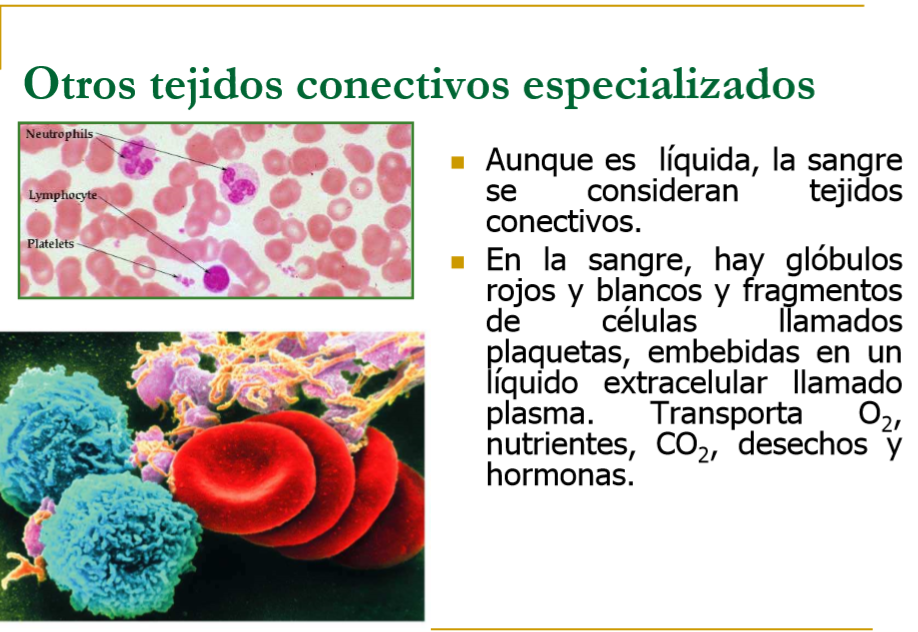 Otros tejidos conectivos especializados
Neutrophils
Lymphocyte
Platelets
Aunque es líquida, la sangre
se consideran tejidos
conectivos.
En la sangre, hay glóbulos
rojos y blancos y fragmentos
de células llamados
plaquetas, embebidas en un
líquido extracelular llamado
plasma. Transporta O₂,
nutrientes, CO₂, desechos y
hormonas.